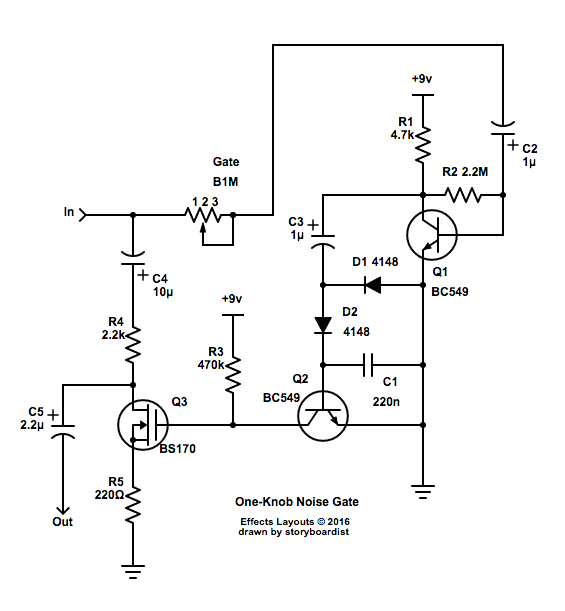 +9v
R1
4.7k
C2
+
1µ
R2 2.2M
Gate
B1M
1 2 3
In
C3
+
1µ
D1 4148
Q1
BC549
C4
+
10µ
+9v
D2
4148
R4
2.2k
R3
470k
Q2
BC549
C1
220n
C5
+
2.2µ
Q3
BS170
R5
220Ω
Out
One-Knob Noise Gate
Effects Layouts © 2016
drawn by storyboardist